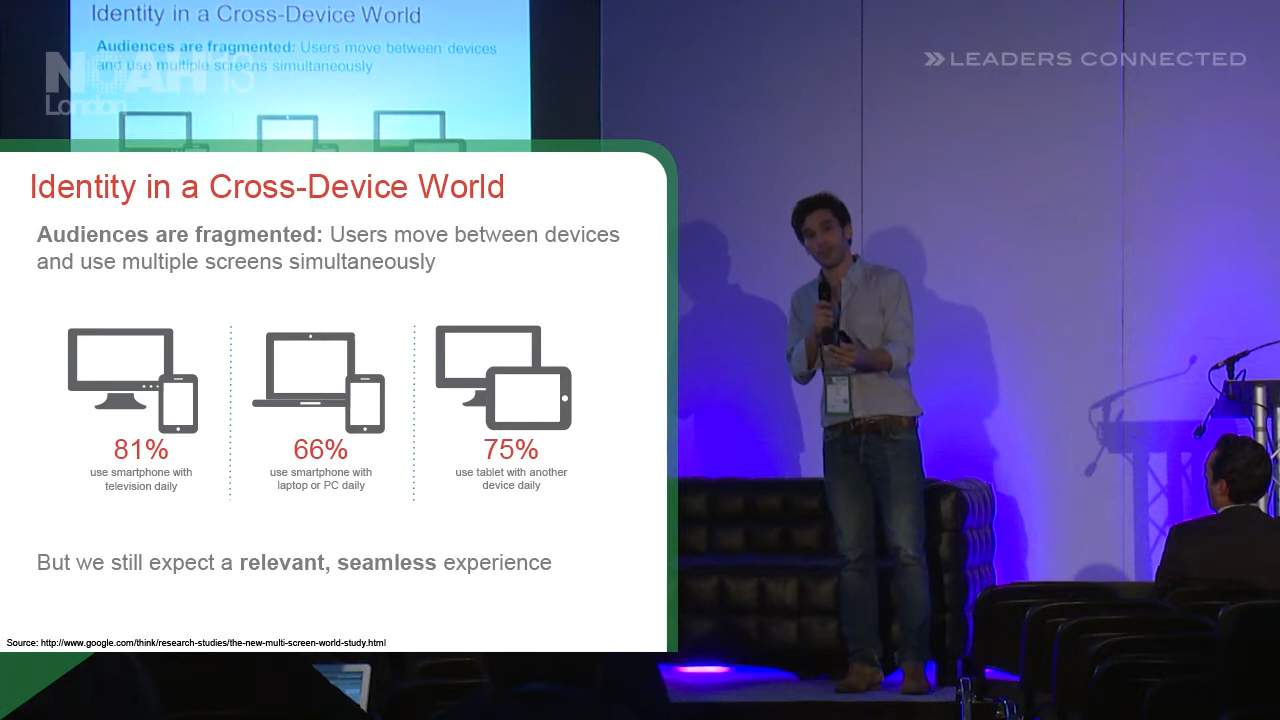 Identity in a Cross-Device World
Audiences are fragmented: Users move between devices
and use multiple screens simultaneously
NOAH13
London
LEADERS CONNECTED
Identity in a Cross-Device World
Audiences are fragmented: Users move between devices
and use multiple screens simultaneously
81%
use smartphone with
television daily
66%
use smartphone with
laptop or PC daily
75%
use tablet with another
device daily
But we still expect a relevant, seamless experience
Source: http://www.google.com/think/research-studies/the-new-multi-screen-world-study.html